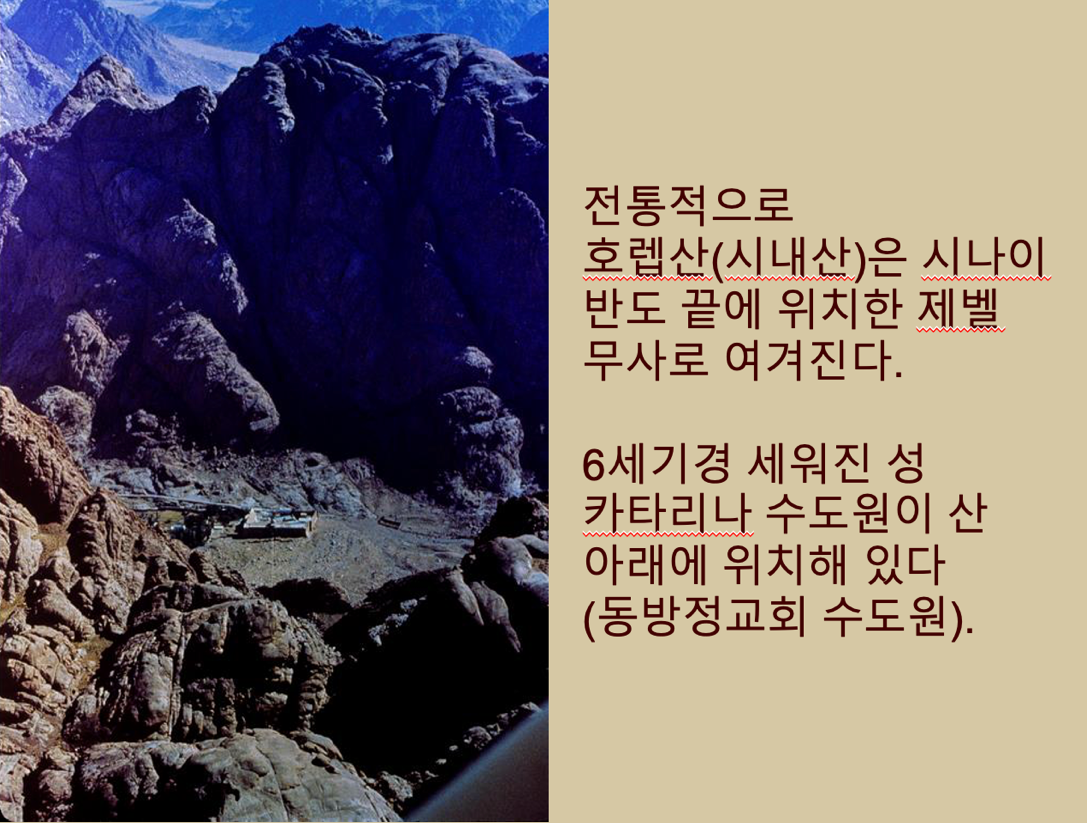 전통적으로
호렙산(시내산)은 시나이
반도 끝에 위치한 제벨
무사로 여겨진다.
6세기경 세워진 성
카타리나 수도원이 산
아래에 위치해 있다
(동방정교회 수도원).